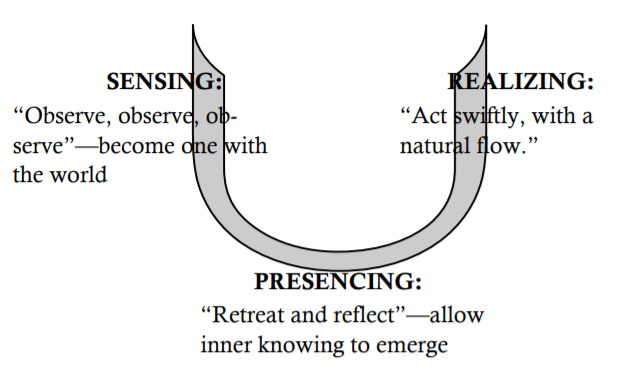 SENSING:
“Observe, observe, ob-
serve”—become one with
the world
REALIZING:
“Act swiftly, with a
natural flow.”
PRESENCING:
“Retreat and reflect”—allow
inner knowing to emerge